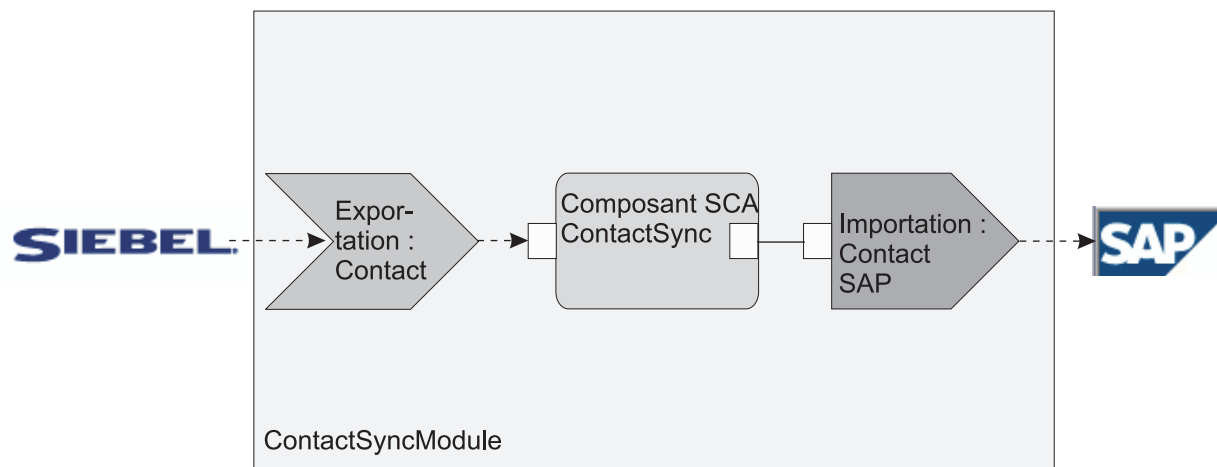 SIEBEL.
Expor-
tation :
Contact
Composant SCA
ContactSync
Importation :
Contact
SAP
SAP
ContactSyncModule